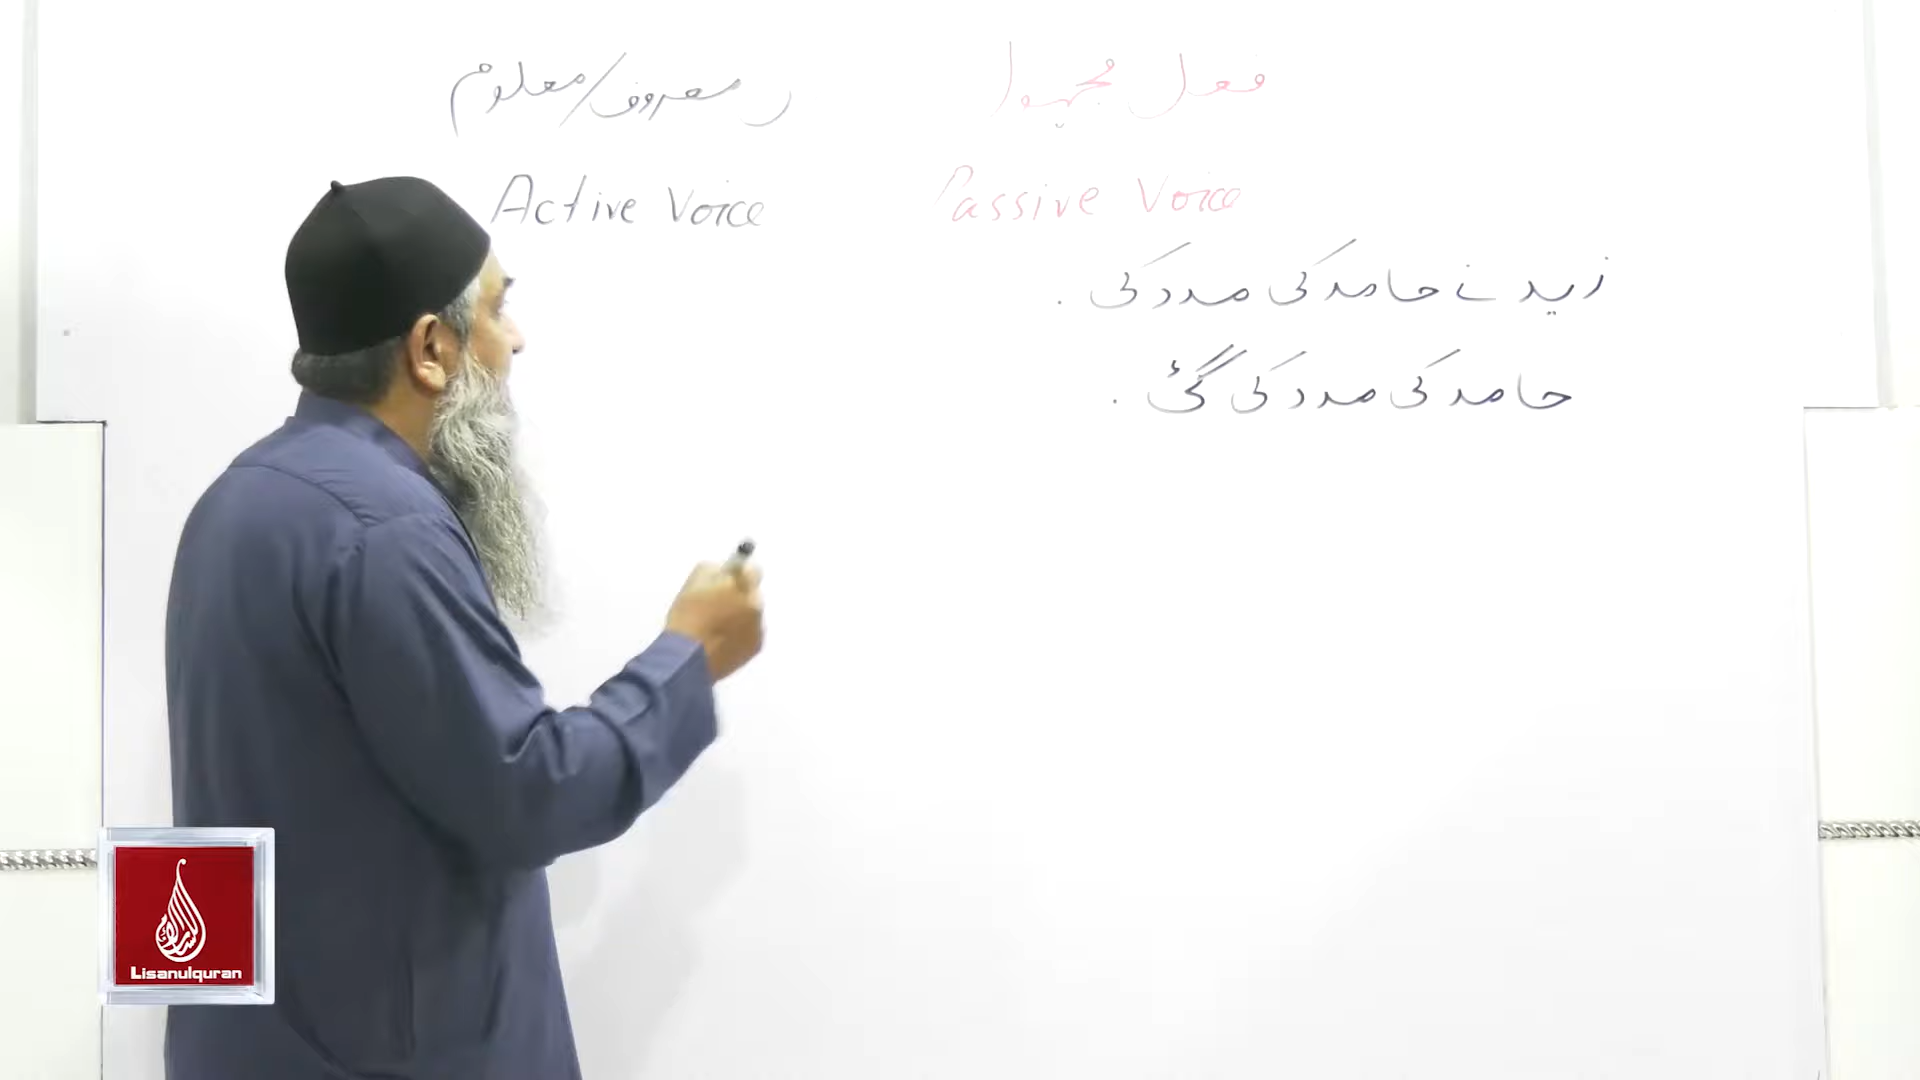 فعل مجہول ر معروف/معلوم
Active Voice Passive Voice
زید نے حامد کی مدد کی .
حامد کی مدد کی گئی .
Lisanulquran